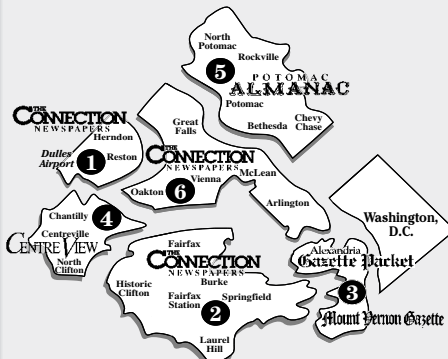 North
Potomac
Rockville
5
POTOMAC
ALMANAC
Potomac
Bethesda
Chevy
Chase
THE
CONNECTION
NEWSPAPERS
Herndon
Dulles
Airport
1
Reston
Great
Falls
THE
CONNECTION
NEWSPAPERS
Vienna
McLean
Oakton
6
Arlington
Chantilly
4
Centreville
CENTRE VIEW
North
Clifton
Washington,
D.C.
Alexandria
Gazette Packet
3
Mount Vernon Gazette
Fairfax
THE
CONNECTION
NEWSPAPERS
Burke
Historic
Clifton
Fairfax
Station
Springfield
2
Laurel
Hill